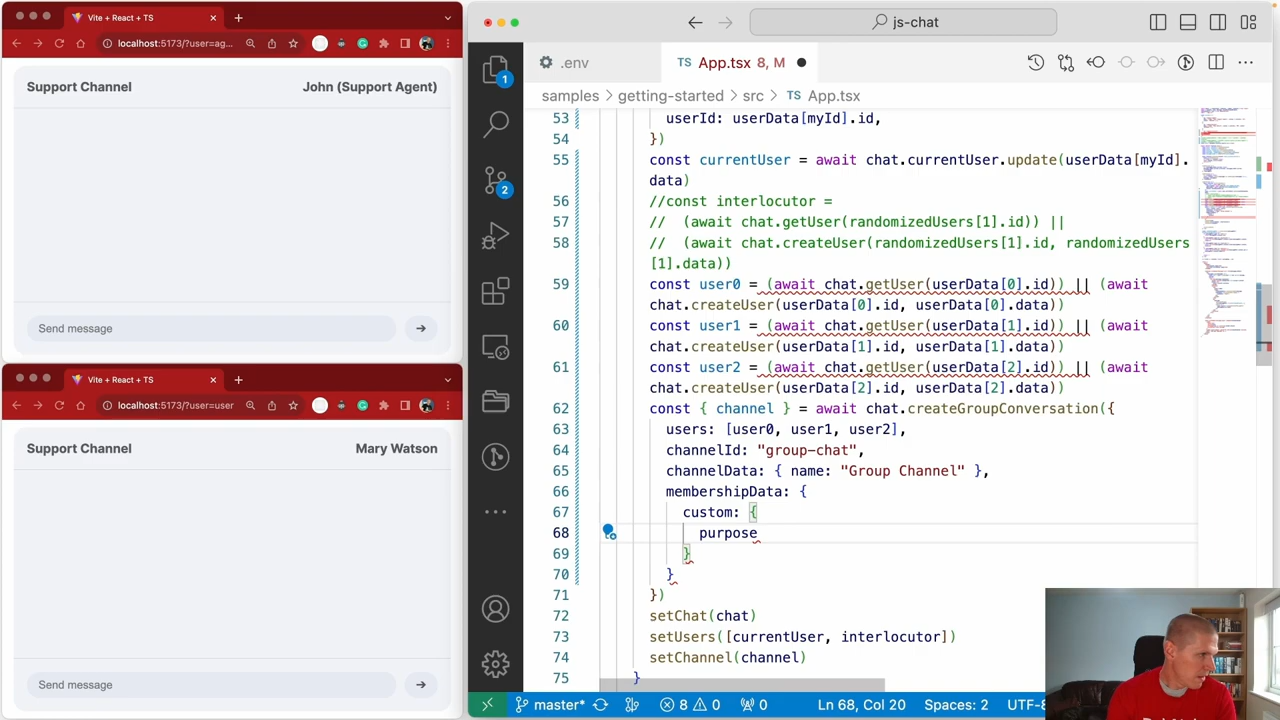 Vite + React + TS
localhost:5173/?user=ag...
Support Channel
John (Support Agent)
Send message
Vite + React + TS
localhost:5173/?user=user
Support Channel
Mary Watson
Send message
js-chat
.env
App.tsx 8, M
samples > getting-started > src > App.tsx
1
2
53 userId: userData[myId].id,
54 })
55 const currentUser = await chat.currentUser.update(userData[myId].
data)
56 //const interlocutor =
57 // (await chat.getUser(randomizedUsers[1].id)) ||
58 // (await chat.createUser(randomizedUsers[1].id, randomizedUsers
[1].data))
59 const user0 = (await chat.getUser(userData[0].id)) || (await
chat.createUser(userData[0].id, userData[0].data))
60 const user1 = (await chat.getUser(userData[1].id)) || (await
chat.createUser(userData[1].id, userData[1].data))
61 const user2 = (await chat.getUser(userData[2].id)) || (await
chat.createUser(userData[2].id, userData[2].data))
62 const { channel } = await chat.createGroupConversation({
63 users: [user0, user1, user2],
64 channelId: "group-chat",
65 channelData: { name: "Group Channel" },
66 membershipData: {
67 custom: {
68 purpose
69 }
70 }
71 })
72 setChat(chat)
73 setUsers([currentUser, interlocutor])
74 setChannel(channel)
75 }
master* 8 0 0 Ln 68, Col 20 Spaces: 2 UTF-8